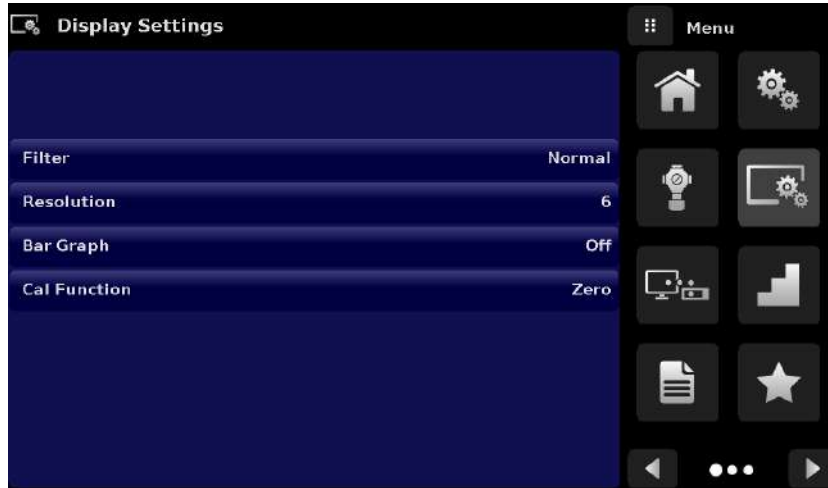 Display Settings
Menu
Filter Normal
Resolution 6
Bar Graph Off
Cal Function Zero